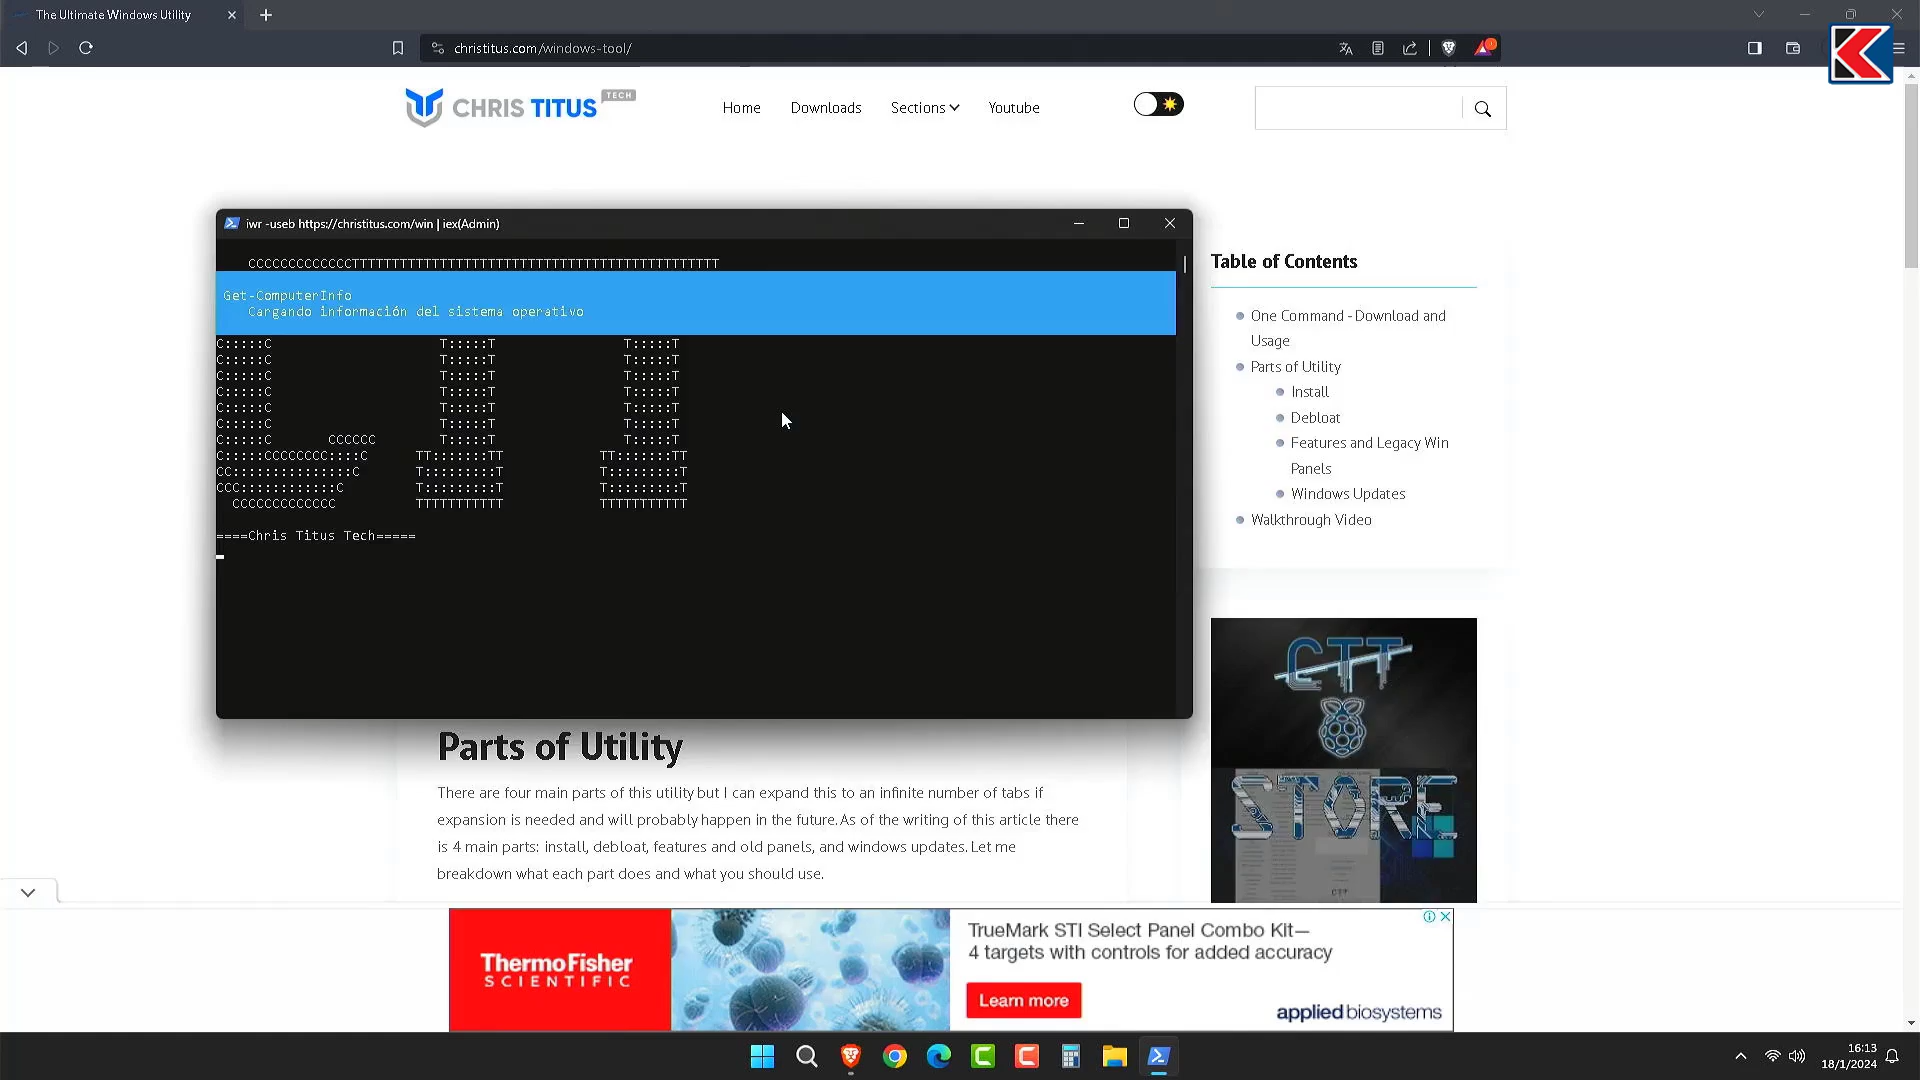 The Ultimate Windows Utility
christitus.com/windows-tool/
CHRIS TITUS TECH
Home
Downloads
Sections
Youtube
iwr -useb https://christitus.com/win | iex(Admin)
CCCCCCCCCCCCCTTTTTTTTTTTTTTTTTTTTTTTTTTTTTTTTTTTTTTTTTTTTTT
Get-ComputerInfo
Cargando información del sistema operativo
C:::::C                     T:::::T                T:::::T
C:::::C                     T:::::T                T:::::T
C:::::C                     T:::::T                T:::::T
C:::::C                     T:::::T                T:::::T
C:::::C                     T:::::T                T:::::T
C:::::C                     T:::::T                T:::::T
C:::::C       CCCCCC        T:::::T                T:::::T
C:::::CCCCCCCC::::C      TT:::::::TT            TT:::::::TT
CC:::::::::::::::C       T:::::::::T            T:::::::::T
CCC::::::::::::C         T:::::::::T            T:::::::::T
CCCCCCCCCCCCC          TTTTTTTTTTT            TTTTTTTTTTT
====Chris Titus Tech=====
Table of Contents
One Command - Download and
Usage
Parts of Utility
Install
Debloat
Features and Legacy Win
Panels
Windows Updates
Walkthrough Video
CTT
STORE
CTT
Parts of Utility
There are four main parts of this utility but I can expand this to an infinite number of tabs if
expansion is needed and will probably happen in the future. As of the writing of this article there
is 4 main parts: install, debloat, features and old panels, and windows updates. Let me
breakdown what each part does and what you should use.
ThermoFisher
SCIENTIFIC
TrueMark STI Select Panel Combo Kit—
4 targets with controls for added accuracy
Learn more
applied biosystems
16:13
18/1/2024